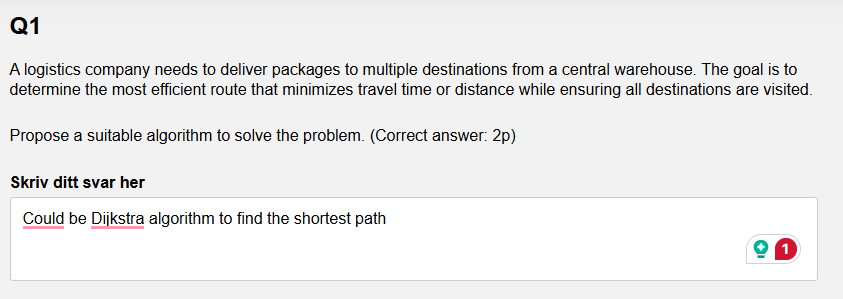 Q1
A logistics company needs to deliver packages to multiple destinations from a central warehouse. The goal is to
determine the most efficient route that minimizes travel time or distance while ensuring all destinations are visited.
Propose a suitable algorithm to solve the problem. (Correct answer: 2p)
Skriv ditt svar her
Could be Dijkstra algorithm to find the shortest path
1